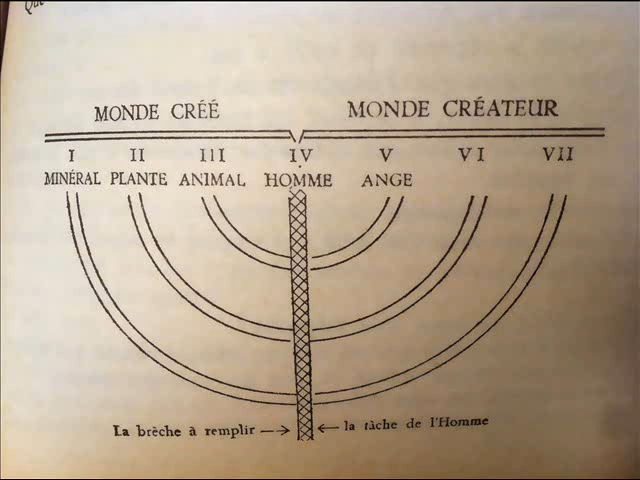 Que
MONDE CRÉÉ MONDE CRÉATEUR
I II III IV V VI VII
MINÉRAL PLANTE ANIMAL HOMME ANGE
La brèche à remplir → ← la tâche de l'Homme